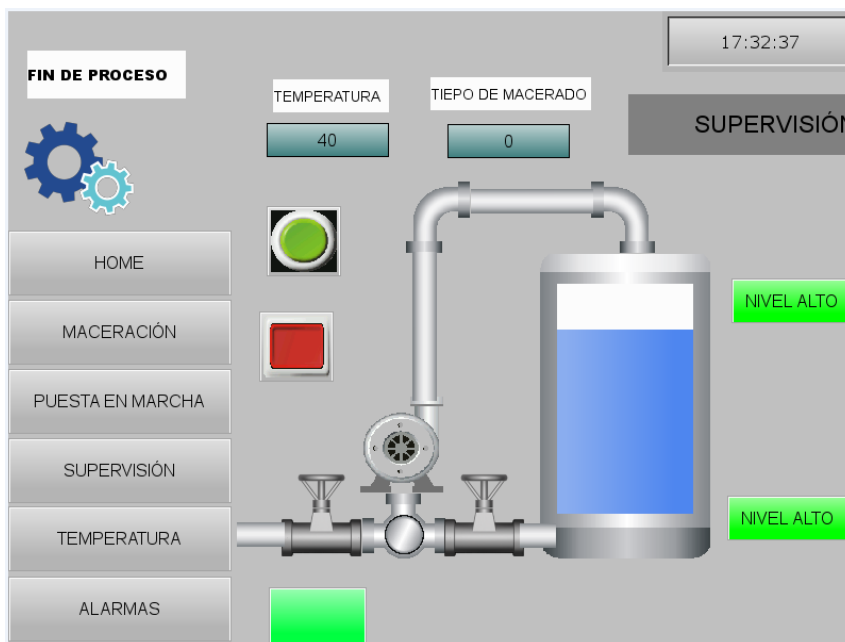 17:32:37
FIN DE PROCESO
TEMPERATURA
TIEPO DE MACERADO
40
0
SUPERVISIÓN
HOME
MACERACIÓN
PUESTA EN MARCHA
SUPERVISIÓN
TEMPERATURA
ALARMAS
NIVEL ALTO
NIVEL ALTO